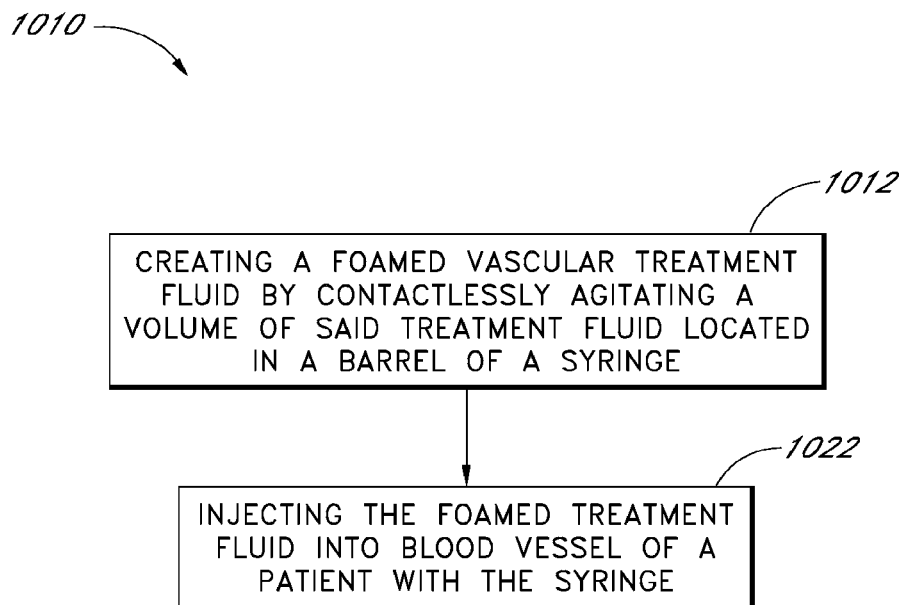 1010
1012
CREATING A FOAMED VASCULAR TREATMENT
FLUID BY CONTACTLESSLY AGITATING A
VOLUME OF SAID TREATMENT FLUID LOCATED
IN A BARREL OF A SYRINGE
1022
INJECTING THE FOAMED TREATMENT
FLUID INTO BLOOD VESSEL OF A
PATIENT WITH THE SYRINGE